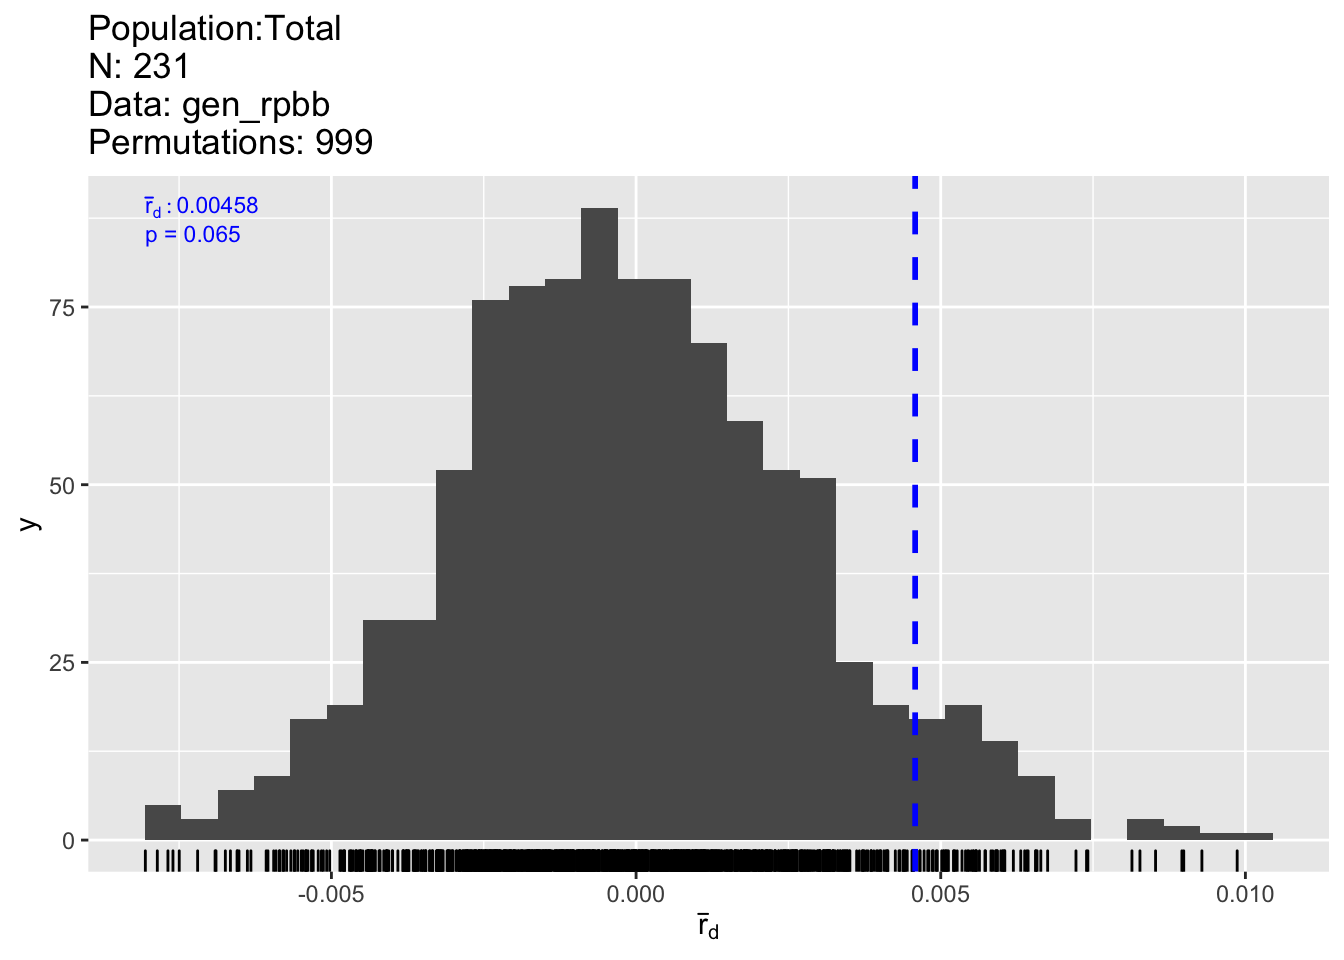 Population:Total
N: 231
Data: gen_rpbb
Permutations: 999
r̄d : 0.00458
p = 0.065
75
50
25
0
y
-0.005 0.000 0.005 0.010
r̄d